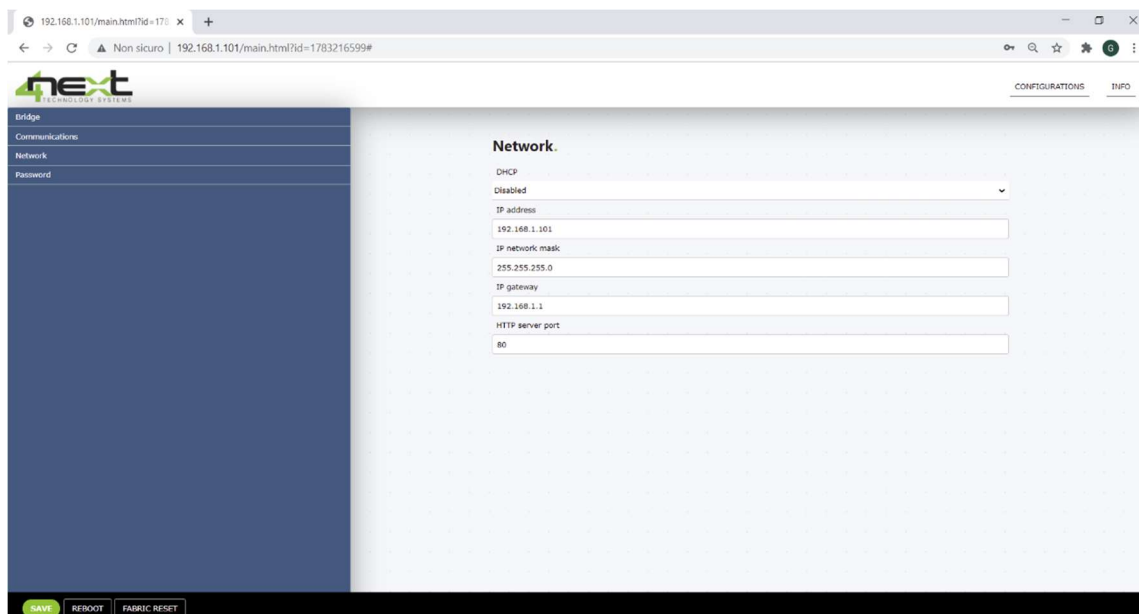 192.168.1.101/main.html?id=178
Non sicuro | 192.168.1.101/main.html?id=1783216599#
G
4next
TECHNOLOGY SYSTEMS
CONFIGURATIONS
INFO
Bridge
Communications
Network
Password
Network.
DHCP
Disabled
IP address
192.168.1.101
IP network mask
255.255.255.0
IP gateway
192.168.1.1
HTTP server port
80
SAVE
REBOOT
FABRIC RESET